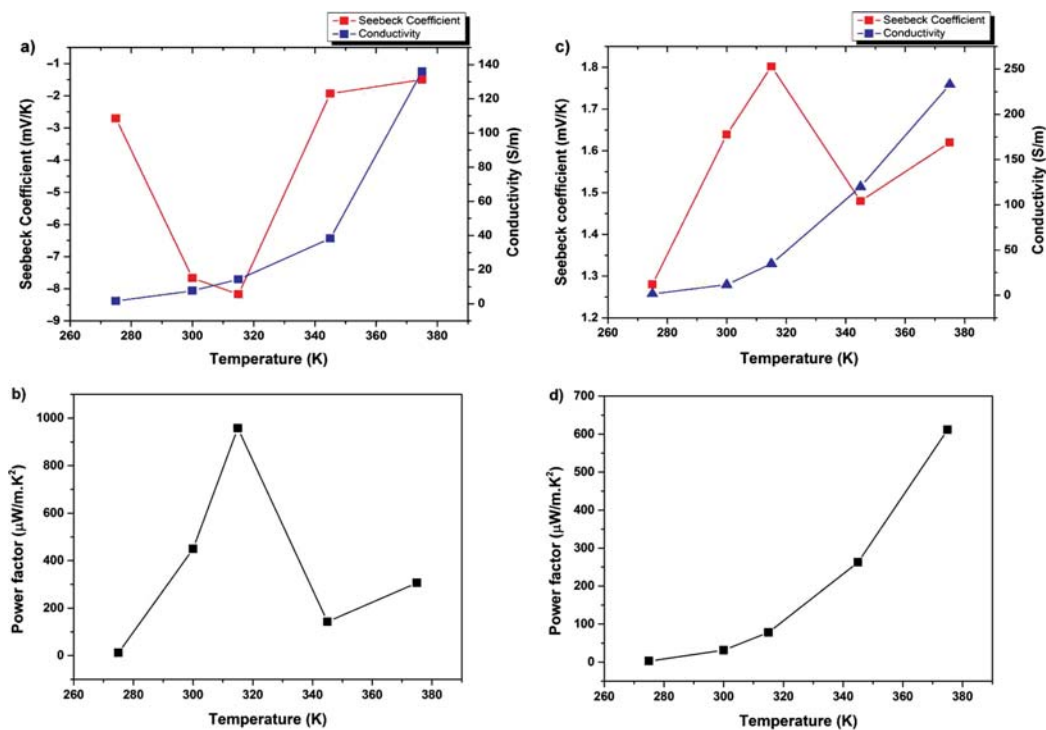 Seebeck Coefficient
Conductivity
a)
-1
-2
-3
-4
-5
-6
-7
-8
-9
Seebeck Coefficient (mV/K)
140
120
100
80
60
40
20
0
Conductivity (S/m)
260 280 300 320 340 360 380
Temperature (K)
Seebeck Coefficient
Conductivity
c)
1.8
1.7
1.6
1.5
1.4
1.3
1.2
Seebeck coefficient (mV/K)
250
200
150
100
50
0
Conductivity (S/m)
260 280 300 320 340 360 380
Temperature (K)
b)
1000
800
600
400
200
0
Power factor (μW/m.K²)
260 280 300 320 340 360 380
Temperature (K)
d)
700
600
500
400
300
200
100
0
Power factor (μW/m.K²)
260 280 300 320 340 360 380
Temperature (K)